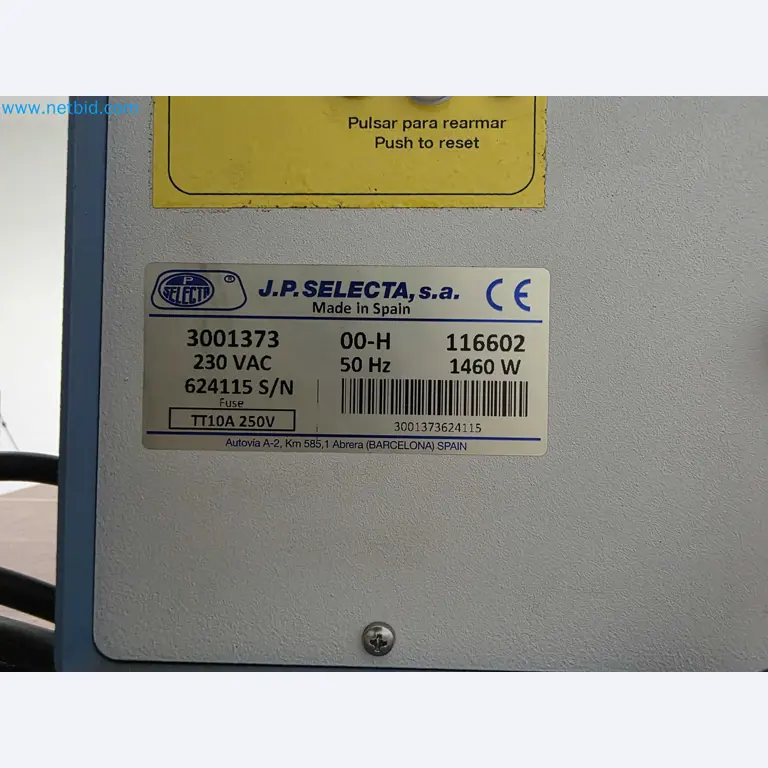 www.netbid.com
Pulsar para rearmar
Push to reset
P
SELECTA
®
J.P. SELECTA, s.a.
CE
Made in Spain
3001373 00-H 116602
230 VAC 50 Hz 1460 W
624115 S/N
Fuse
TT10A 250V
3001373624115
Autovía A-2, Km 585,1 Abrera (BARCELONA) SPAIN